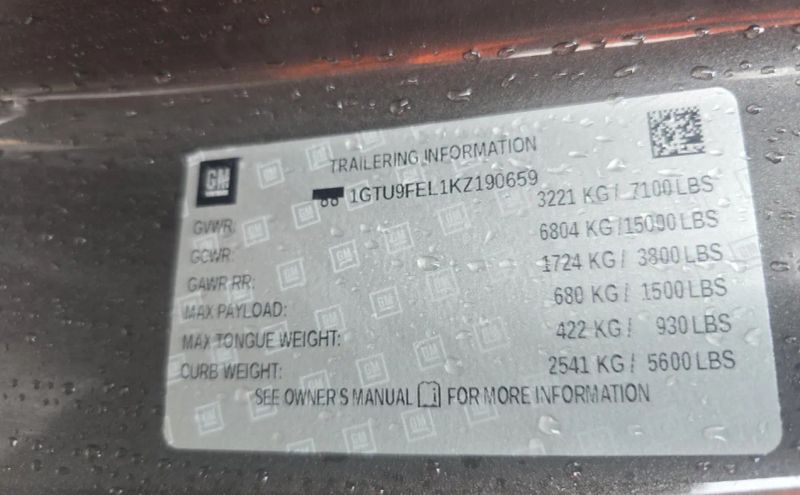 GM
TRAILERING INFORMATION
1GTU9FEL1KZ190659
GVWR: 3221 KG / 7100 LBS
GCWR: 6804 KG / 15090 LBS
GAWR RR: 1724 KG / 3800 LBS
MAX PAYLOAD: 680 KG / 1500 LBS
MAX TONGUE WEIGHT: 422 KG / 930 LBS
CURB WEIGHT: 2541 KG / 5600 LBS
SEE OWNER'S MANUAL FOR MORE INFORMATION